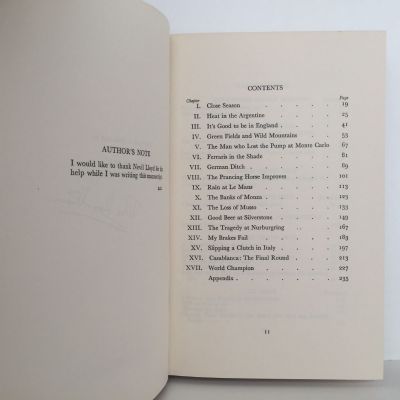 AUTHOR'S NOTE
I would like to thank Nevil Lloyd for his
help while I was writing this
CONTENTS
Chapter Page
I. Close Season 19
II. Heat in the Argentine 25
III. It's Good to be in England 41
IV. Green Fields and Wild Mountains 53
V. The Man who Lost the Pump at Monte Carlo 67
VI. Ferraris in the Shade 61
VII. German Ditch 89
VIII. The Prancing Horse Improves 101
IX. Rain at Le Mans 113
X. The Banks of Mouza 123
XI. The Loss of Musso 133
XII. Good Beer at Silverstone 149
XIII. The Tragedy at Nurburgring 167
XIV. My Brakes Fail 183
XV. Slipping a Clutch in Italy 197
XVI. Casablanca: The Final Round 213
XVII. World Champion 227
Appendix 235
11